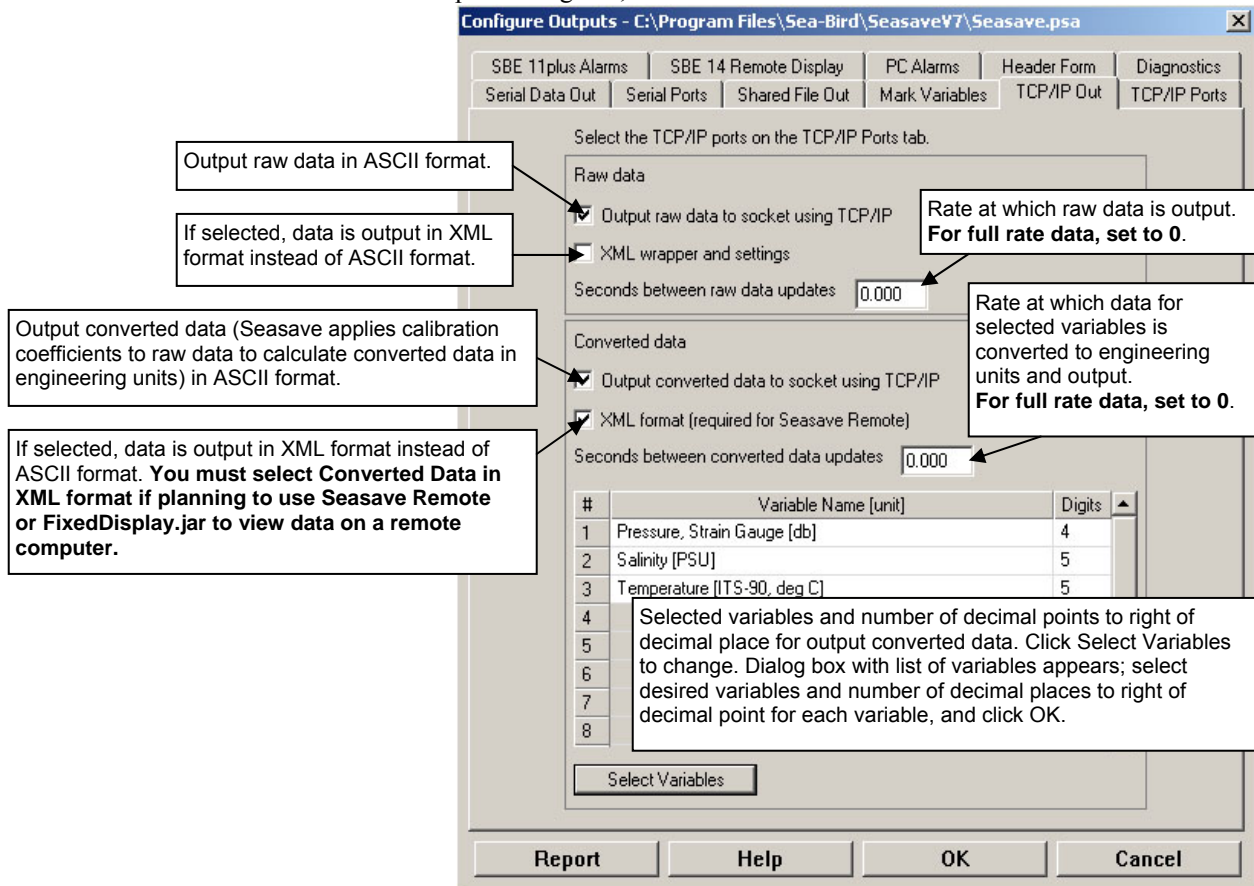 Configure Outputs - C:\Program Files\Sea-Bird\SeasaveV7\Seasave.psa
SBE 11plus Alarms
SBE 14 Remote Display
PC Alarms
Header Form
Diagnostics
Serial Data Out
Serial Ports
Shared File Out
Mark Variables
TCP/IP Out
TCP/IP Ports
Select the TCP/IP ports on the TCP/IP Ports tab.
Output raw data in ASCII format.
Raw data
Output raw data to socket using TCP/IP
Rate at which raw data is output.
For full rate data, set to 0.
If selected, data is output in XML
format instead of ASCII format.
XML wrapper and settings
Seconds between raw data updates
0.000
Rate at which data for
selected variables is
converted to engineering
units and output.
For full rate data, set to 0.
Output converted data (Seasave applies calibration
coefficients to raw data to calculate converted data in
engineering units) in ASCII format.
Converted data
Output converted data to socket using TCP/IP
XML format (required for Seasave Remote)
If selected, data is output in XML format instead of
ASCII format. You must select Converted Data in
XML format if planning to use Seasave Remote
or FixedDisplay.jar to view data on a remote
computer.
Seconds between converted data updates
0.000
# Variable Name [unit] Digits
1 Pressure, Strain Gauge [db] 4
2 Salinity [PSU] 5
3 Temperature [ITS-90, deg C] 5
4
5
6
7
8
Selected variables and number of decimal points to right of
decimal place for output converted data. Click Select Variables
to change. Dialog box with list of variables appears; select
desired variables and number of decimal places to right of
decimal point for each variable, and click OK.
Select Variables
Report
Help
OK
Cancel